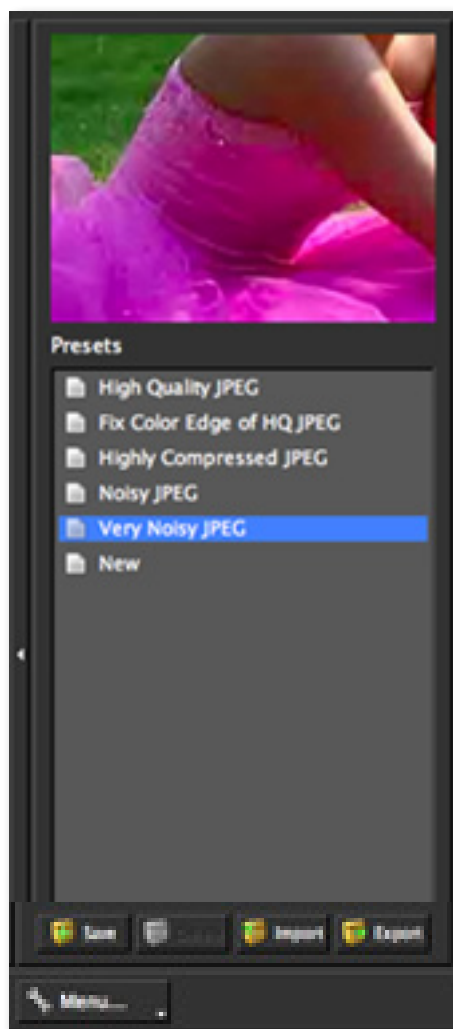 Presets
High Quality JPEG
Fix Color Edge of HQ JPEG
Highly Compressed JPEG
Noisy JPEG
Very Noisy JPEG
New
Save Import Export
Menu...